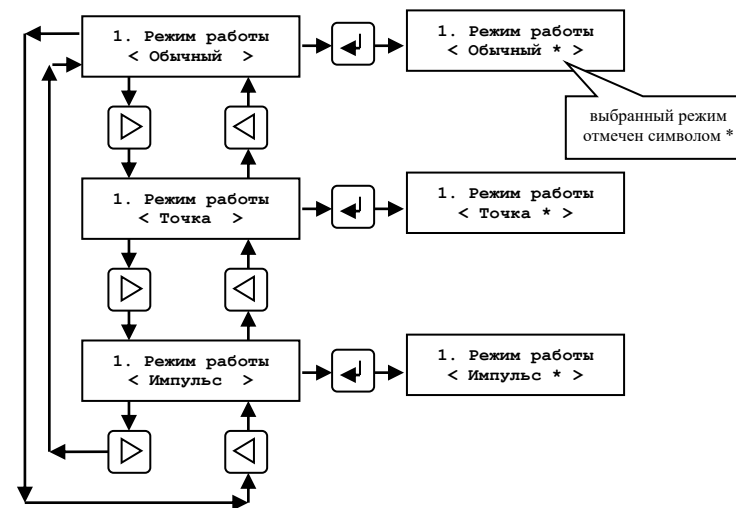 1. Режим работы
< Обычный >
1. Режим работы
< Обычный * >
выбранный режим
отмечен символом *
1. Режим работы
< Точка >
1. Режим работы
< Точка * >
1. Режим работы
< Импульс >
1. Режим работы
< Импульс * >